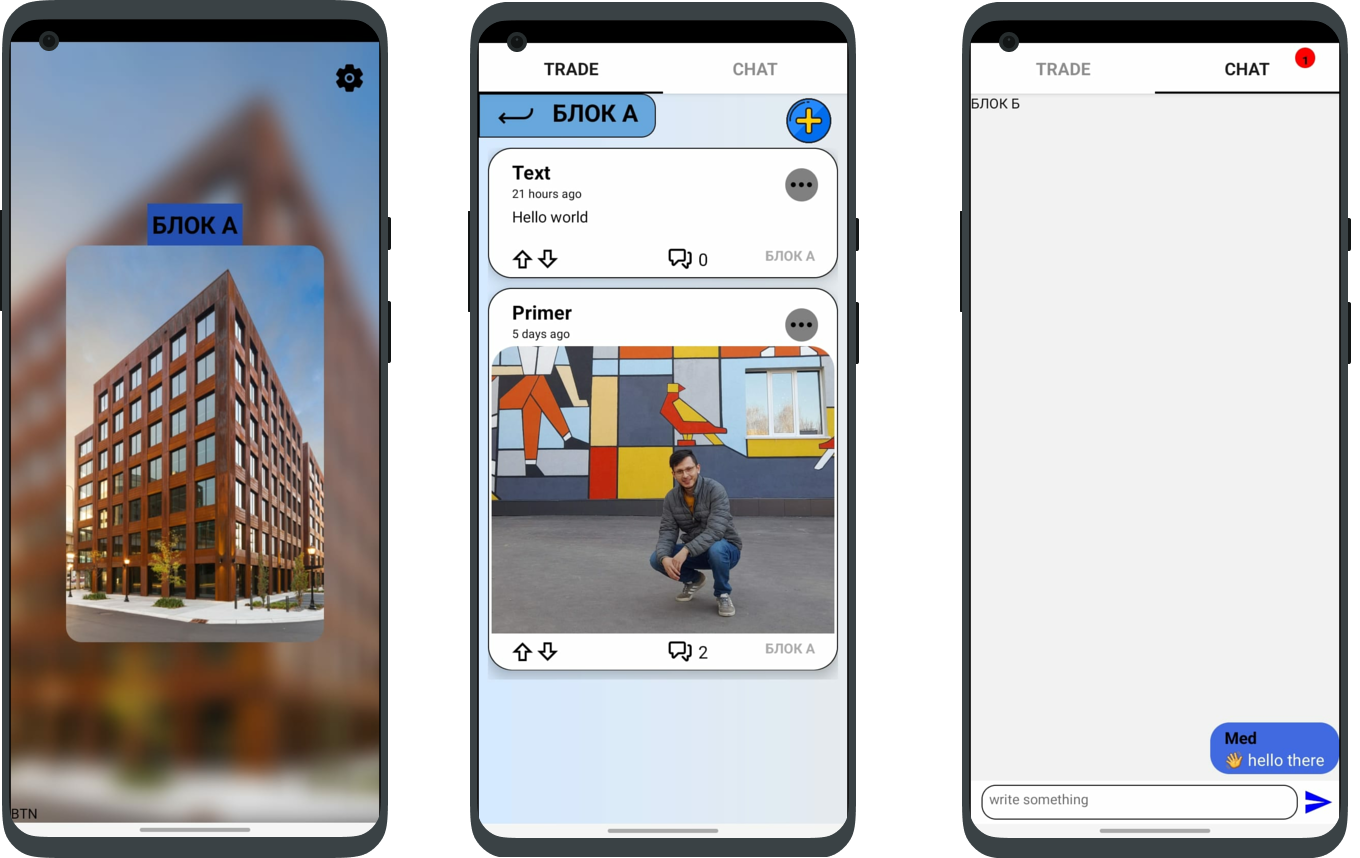 БЛОК А
BTN
TRADE
CHAT
БЛОК А
Text
21 hours ago
Hello world
0
БЛОК А
Primer
5 days ago
2
БЛОК А
TRADE
CHAT
1
БЛОК Б
Med
👋 hello there
write something